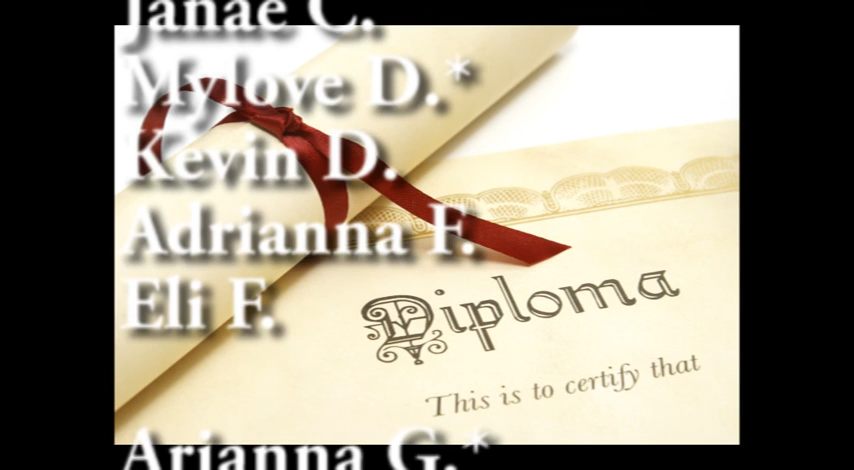 Janae C.
Mylove D.*
Kevin D.
Adrianna F.
Eli F.
Arianna G.*
Diploma
This is to certify that